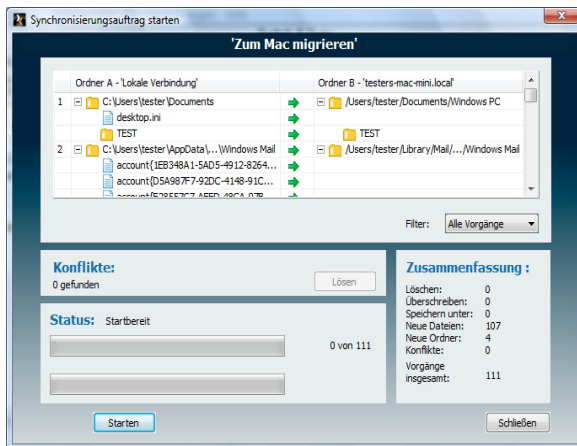 Synchronisierungsauftrag starten
'Zum Mac migrieren'
Ordner A - 'Lokale Verbindung' Ordner B - 'testers-mac-mini.local'
1 C:\Users\tester\Documents /Users/tester/Documents/Windows PC
desktop.ini
TEST TEST
2 C:\Users\tester\AppData\...\Windows Mail /Users/tester/Library/Mail/.../Windows Mail
account{1EB348A1-5AD5-4912-8264...
account{D5A987F7-92DC-4148-91C...
Filter: Alle Vorgänge
Konflikte:
0 gefunden
Lösen
Status: Startbereit
0 von 111
Zusammenfassung :
Löschen: 0
Überschreiben: 0
Speichern unter: 0
Neue Dateien: 107
Neue Ordner: 4
Konflikte: 0
Vorgänge
insgesamt: 111
Starten
Schließen